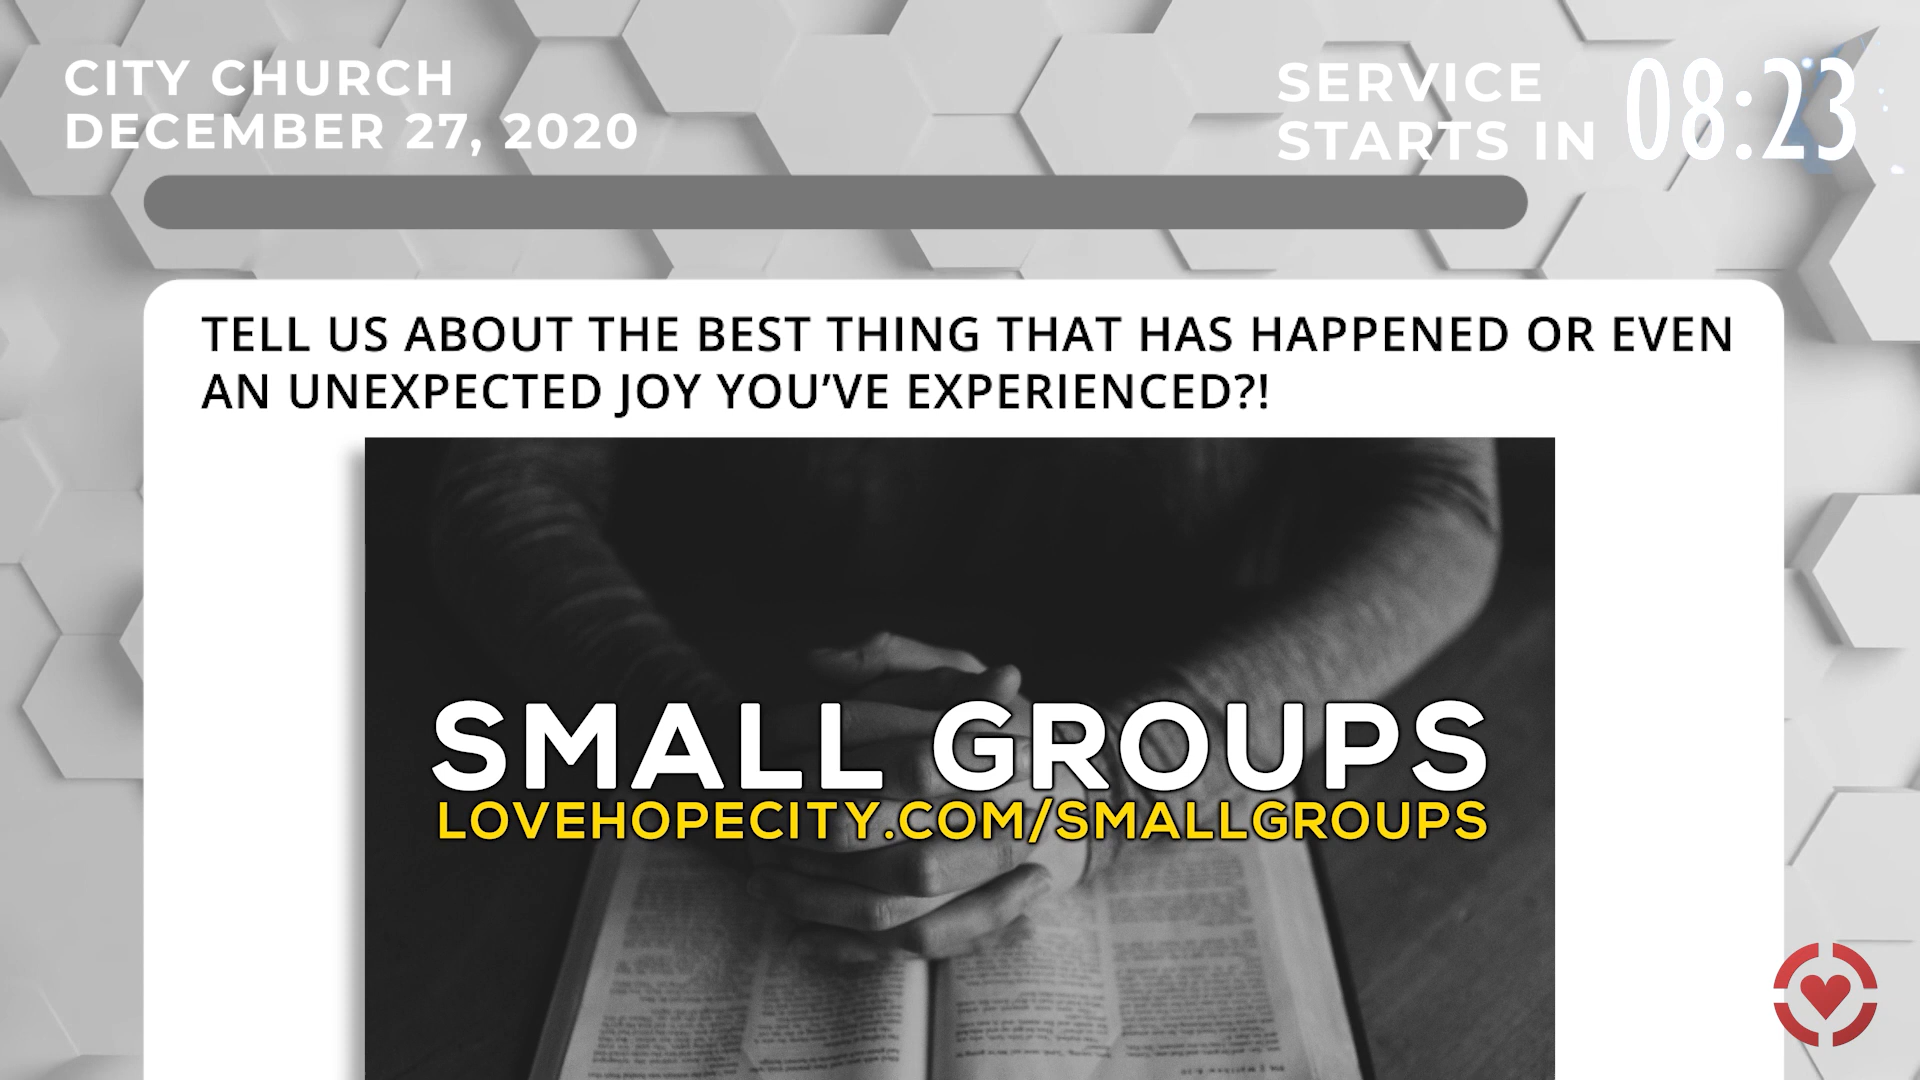 CITY CHURCH
DECEMBER 27, 2020
SERVICE
STARTS IN 08:23
TELL US ABOUT THE BEST THING THAT HAS HAPPENED OR EVEN
AN UNEXPECTED JOY YOU’VE EXPERIENCED?!
SMALL GROUPS
LOVEHOPECITY.COM/SMALLGROUPS